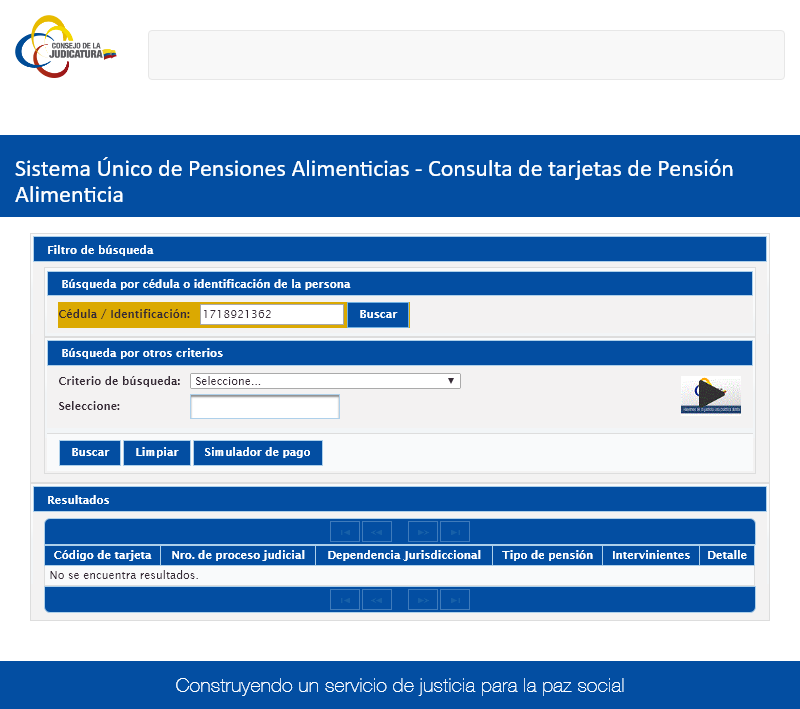 CONSEJO DE LA
JUDICATURA
Sistema Único de Pensiones Alimenticias - Consulta de tarjetas de Pensión
Alimenticia
Filtro de búsqueda
Búsqueda por cédula o identificación de la persona
Cédula / Identificación: 1718921362 Buscar
Búsqueda por otros criterios
Criterio de búsqueda: Seleccione...
Seleccione:
Buscar Limpiar Simulador de pago
Resultados
Código de tarjeta Nro. de proceso judicial Dependencia Jurisdiccional Tipo de pensión Intervinientes Detalle
No se encuentra resultados.
Construyendo un servicio de justicia para la paz social